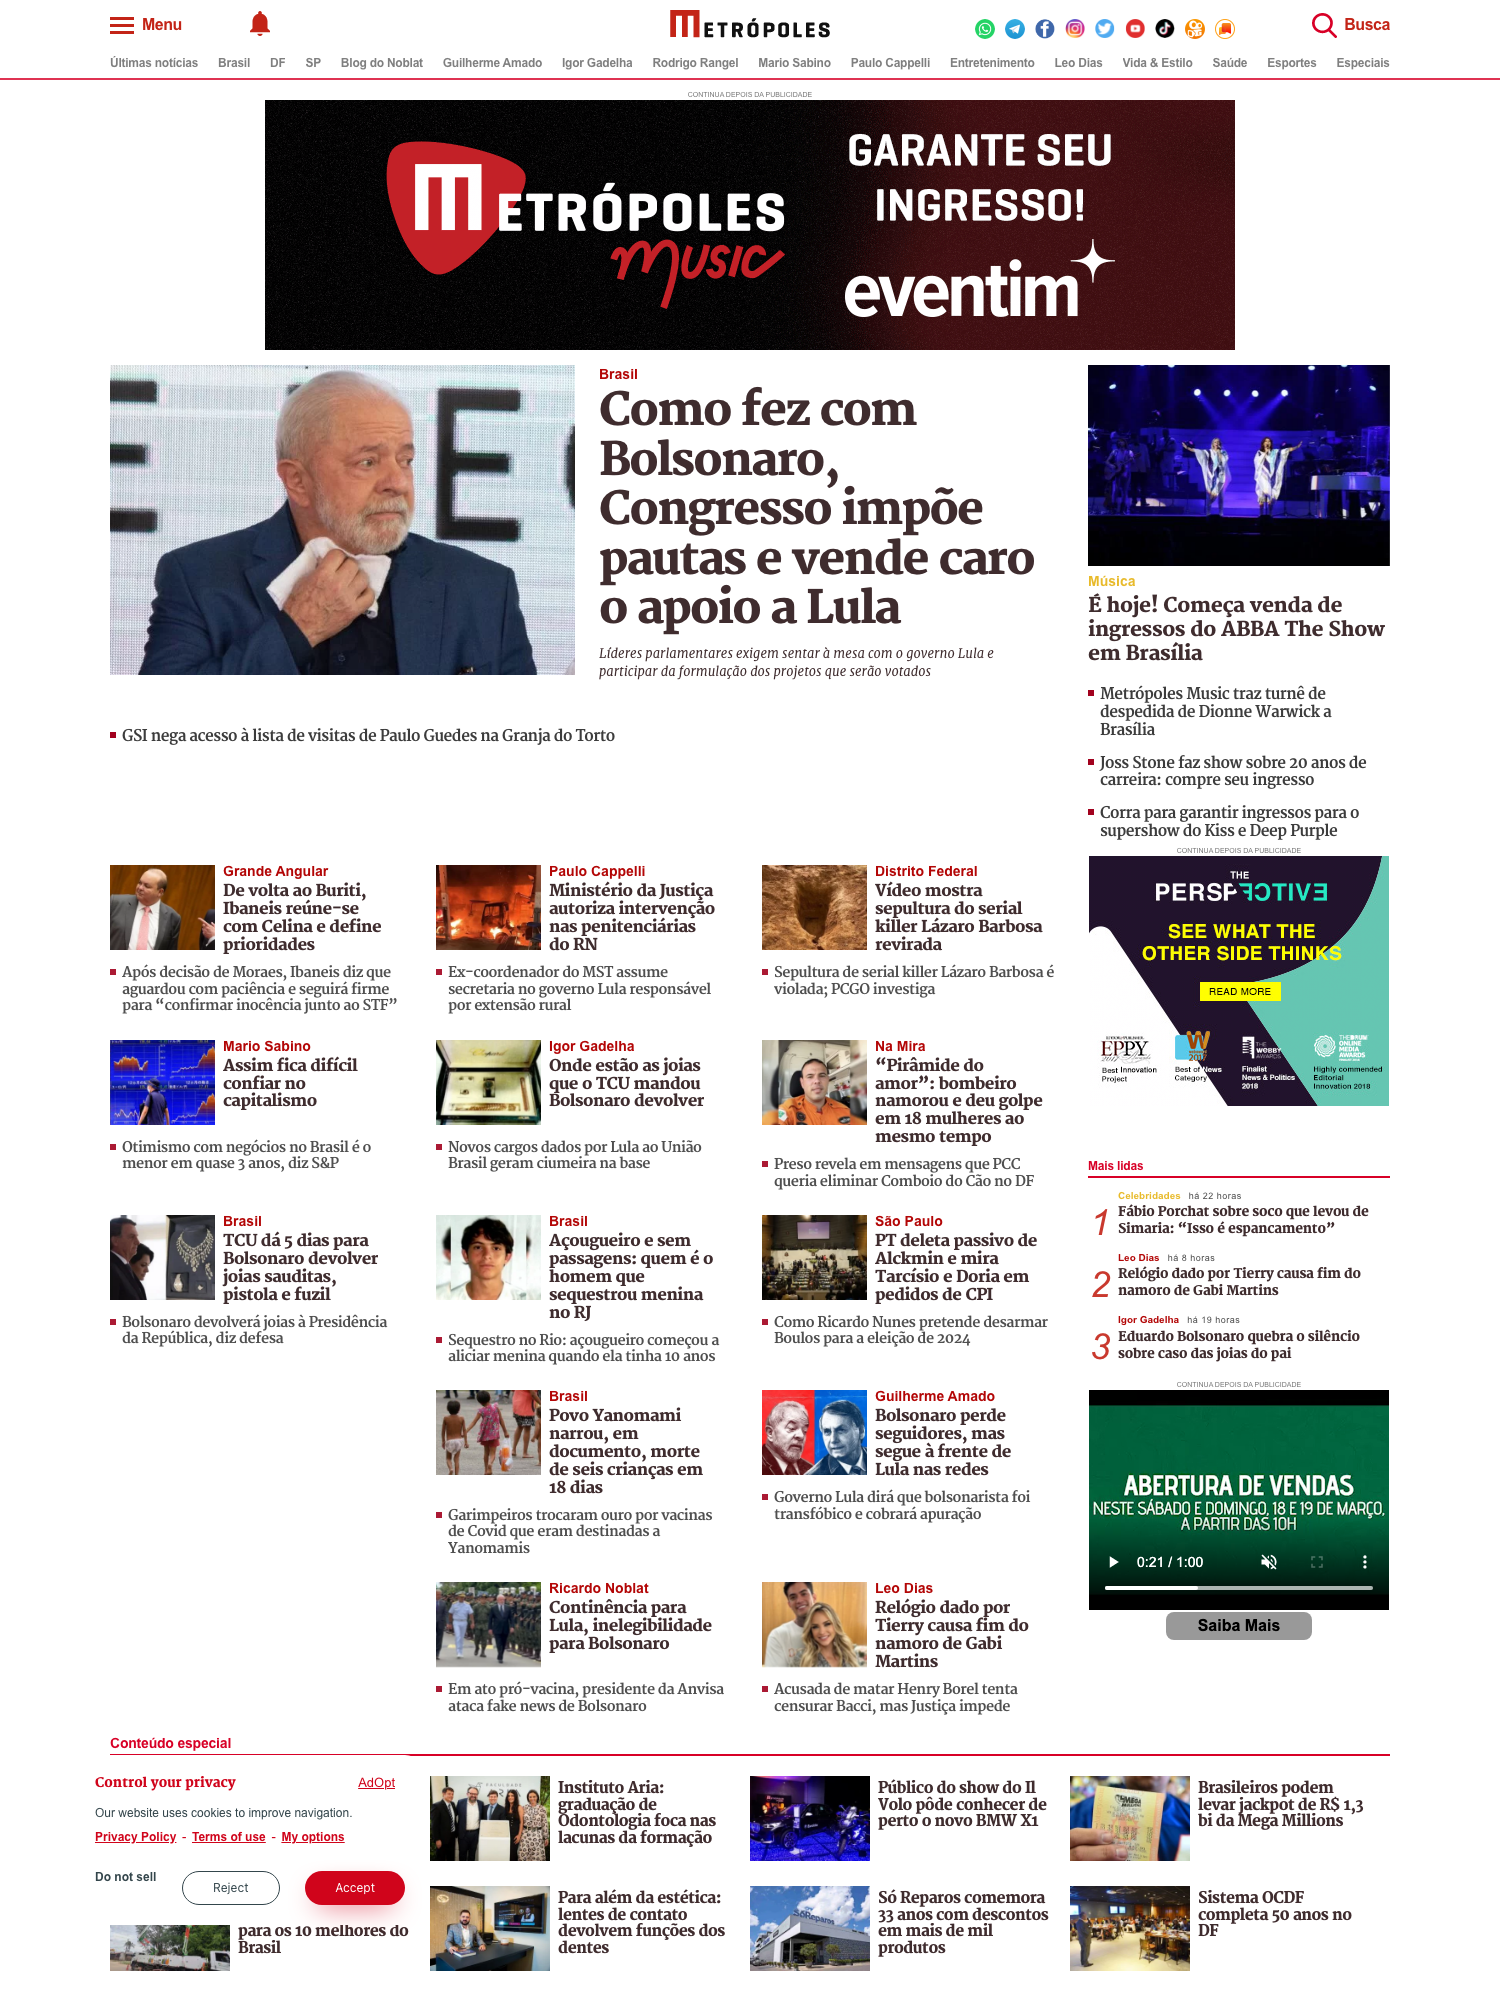 Menu
METRÓPOLES
Busca
Últimas notícias Brasil DF SP Blog do Noblat Guilherme Amado Igor Gadelha Rodrigo Rangel Mario Sabino Paulo Cappelli Entretenimento Leo Dias Vida & Estilo Saúde Esportes Especiais
CONTINUA DEPOIS DA PUBLICIDADE
METRÓPOLES
music
GARANTE SEU
INGRESSO!
eventim
Brasil
Como fez com
Bolsonaro,
Congresso impõe
pautas e vende caro
o apoio a Lula
Líderes parlamentares exigem sentar à mesa com o governo Lula e
participar da formulação dos projetos que serão votados
GSI nega acesso à lista de visitas de Paulo Guedes na Granja do Torto
Música
É hoje! Começa venda de
ingressos do ABBA The Show
em Brasília
Metrópoles Music traz turnê de
despedida de Dionne Warwick a
Brasília
Joss Stone faz show sobre 20 anos de
carreira: compre seu ingresso
Corra para garantir ingressos para o
supershow do Kiss e Deep Purple
Grande Angular
De volta ao Buriti,
Ibaneis reúne-se
com Celina e define
prioridades
Após decisão de Moraes, Ibaneis diz que
aguardou com paciência e seguirá firme
para “confirmar inocência junto ao STF”
Mario Sabino
Assim fica difícil
confiar no
capitalismo
Otimismo com negócios no Brasil é o
menor em quase 3 anos, diz S&P
Brasil
TCU dá 5 dias para
Bolsonaro devolver
joias sauditas,
pistola e fuzil
Bolsonaro devolverá joias à Presidência
da República, diz defesa
Paulo Cappelli
Ministério da Justiça
autoriza intervenção
nas penitenciárias
do RN
Ex-coordenador do MST assume
secretaria no governo Lula responsável
por extensão rural
Igor Gadelha
Onde estão as joias
que o TCU mandou
Bolsonaro devolver
Novos cargos dados por Lula ao União
Brasil geram ciumeira na base
Brasil
Açougueiro e sem
passagens: quem é o
homem que
sequestrou menina
no RJ
Sequestro no Rio: açougueiro começou a
aliciar menina quando ela tinha 10 anos
Brasil
Povo Yanomami
narrou, em
documento, morte
de seis crianças em
18 dias
Garimpeiros trocaram ouro por vacinas
de Covid que eram destinadas a
Yanomamis
Ricardo Noblat
Continência para
Lula, inelegibilidade
para Bolsonaro
Em ato pró-vacina, presidente da Anvisa
ataca fake news de Bolsonaro
Distrito Federal
Vídeo mostra
sepultura do serial
killer Lázaro Barbosa
revirada
Sepultura de serial killer Lázaro Barbosa é
violada; PCGO investiga
Na Mira
“Pirâmide do
amor”: bombeiro
namorou e deu golpe
em 18 mulheres ao
mesmo tempo
Preso revela em mensagens que PCC
queria eliminar Comboio do Cão no DF
São Paulo
PT deleta passivo de
Alckmin e mira
Tarcísio e Doria em
pedidos de CPI
Como Ricardo Nunes pretende desarmar
Boulos para a eleição de 2024
Guilherme Amado
Bolsonaro perde
seguidores, mas
segue à frente de
Lula nas redes
Governo Lula dirá que bolsonarista foi
transfóbico e cobrará apuração
Leo Dias
Relógio dado por
Tierry causa fim do
namoro de Gabi
Martins
Acusada de matar Henry Borel tenta
censurar Bacci, mas Justiça impede
CONTINUA DEPOIS DA PUBLICIDADE
THE
PERSPECTIVE
SEE WHAT THE
OTHER SIDE THINKS
READ MORE
EPPY
2017 Awards
Best Innovation
Project
W
2017
Best of News
Category
THE
WEBBY
AWARDS
Finalist
News & Politics
2018
THE DRUM
ONLINE
MEDIA
AWARDS
Highly commended
Editorial
Innovation 2018
Mais lidas
Celebridades há 22 horas
1 Fábio Porchat sobre soco que levou de
Simaria: “Isso é espancamento”
Leo Dias há 8 horas
2 Relógio dado por Tierry causa fim do
namoro de Gabi Martins
Igor Gadelha há 19 horas
3 Eduardo Bolsonaro quebra o silêncio
sobre caso das joias do pai
CONTINUA DEPOIS DA PUBLICIDADE
ABERTURA DE VENDAS
NESTE SÁBADO E DOMINGO, 18 E 19 DE MARÇO,
A PARTIR DAS 10H
0:21 / 1:00
Saiba Mais
Conteúdo especial
Control your privacy
AdOpt
Our website uses cookies to improve navigation.
Privacy Policy - Terms of use - My options
Do not sell
Reject
Accept
para os 10 melhores do
Brasil
Instituto Aria:
graduação de
Odontologia foca nas
lacunas da formação
Público do show do Il
Volo pôde conhecer de
perto o novo BMW X1
Brasileiros podem
levar jackpot de R$ 1,3
bi da Mega Millions
Para além da estética:
lentes de contato
devolvem funções dos
dentes
SóReparos
Só Reparos comemora
33 anos com descontos
em mais de mil
produtos
Sistema OCDF
completa 50 anos no
DF